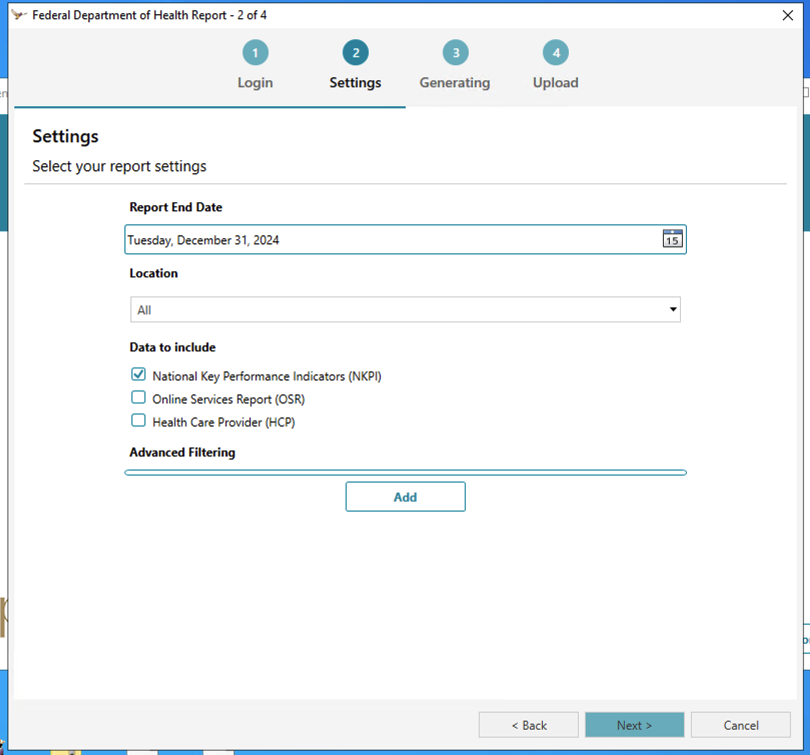 Federal Department of Health Report - 2 of 4
1
2
3
4
Login
Settings
Generating
Upload
Settings
Select your report settings
Report End Date
Tuesday, December 31, 2024
15
Location
All
Data to include
National Key Performance Indicators (NKPI)
Online Services Report (OSR)
Health Care Provider (HCP)
Advanced Filtering
Add
< Back
Next >
Cancel